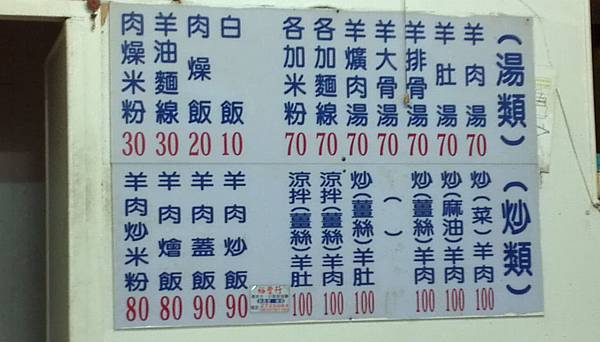 (湯類)
羊肉湯 70
羊肚湯 70
羊排骨湯 70
羊大骨湯 70
羊爌肉湯 70
各加麵線 70
各加米粉 70
白飯 10
肉燥飯 20
羊油麵線 30
肉燥米粉 30
(炒類)
炒(菜)羊肉 100
炒(麻油)羊肉 100
炒(薑絲)羊肉 100
( )
炒(薑絲)羊肚 100
涼拌(薑絲)羊肉 100
涼拌(薑絲)羊肚 100
羊肉炒飯 90
羊肉蓋飯 90
羊肉燴飯 80
羊肉炒米粉 80